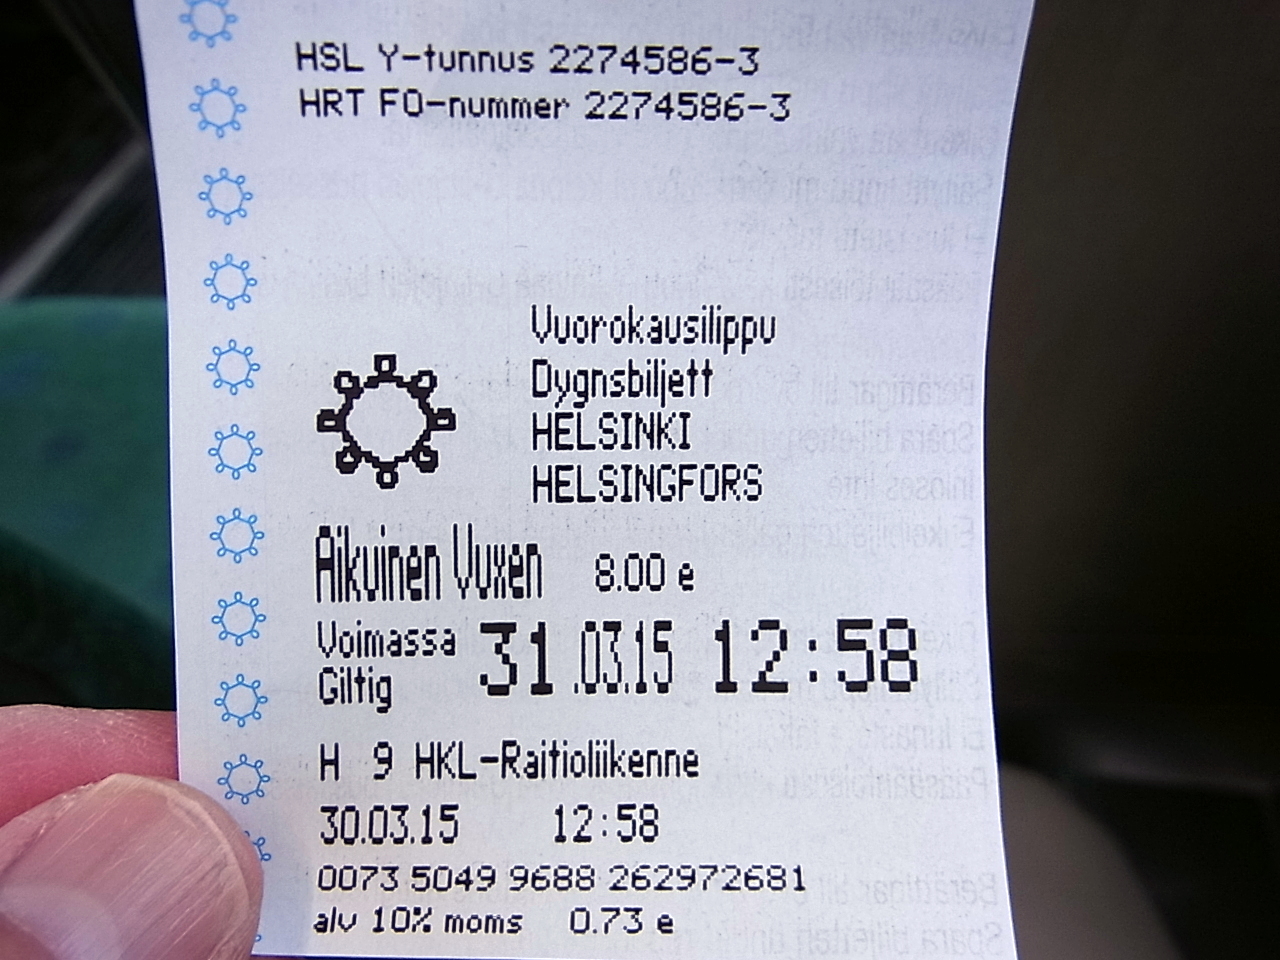 HSL Y-tunnus 2274586-3
HRT FO-nummer 2274586-3
Vuorokausilippu
Dygnsbiljett
HELSINKI
HELSINGFORS
Aikuinen Vuxen 8.00 e
Voimassa
Giltig
31.03.15 12:58
H 9 HKL-Raitioliikenne
30.03.15 12:58
0073 5049 9688 262972681
alv 10% moms 0.73 e